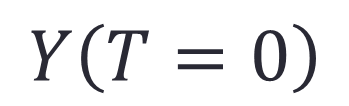 Y(T = 0)